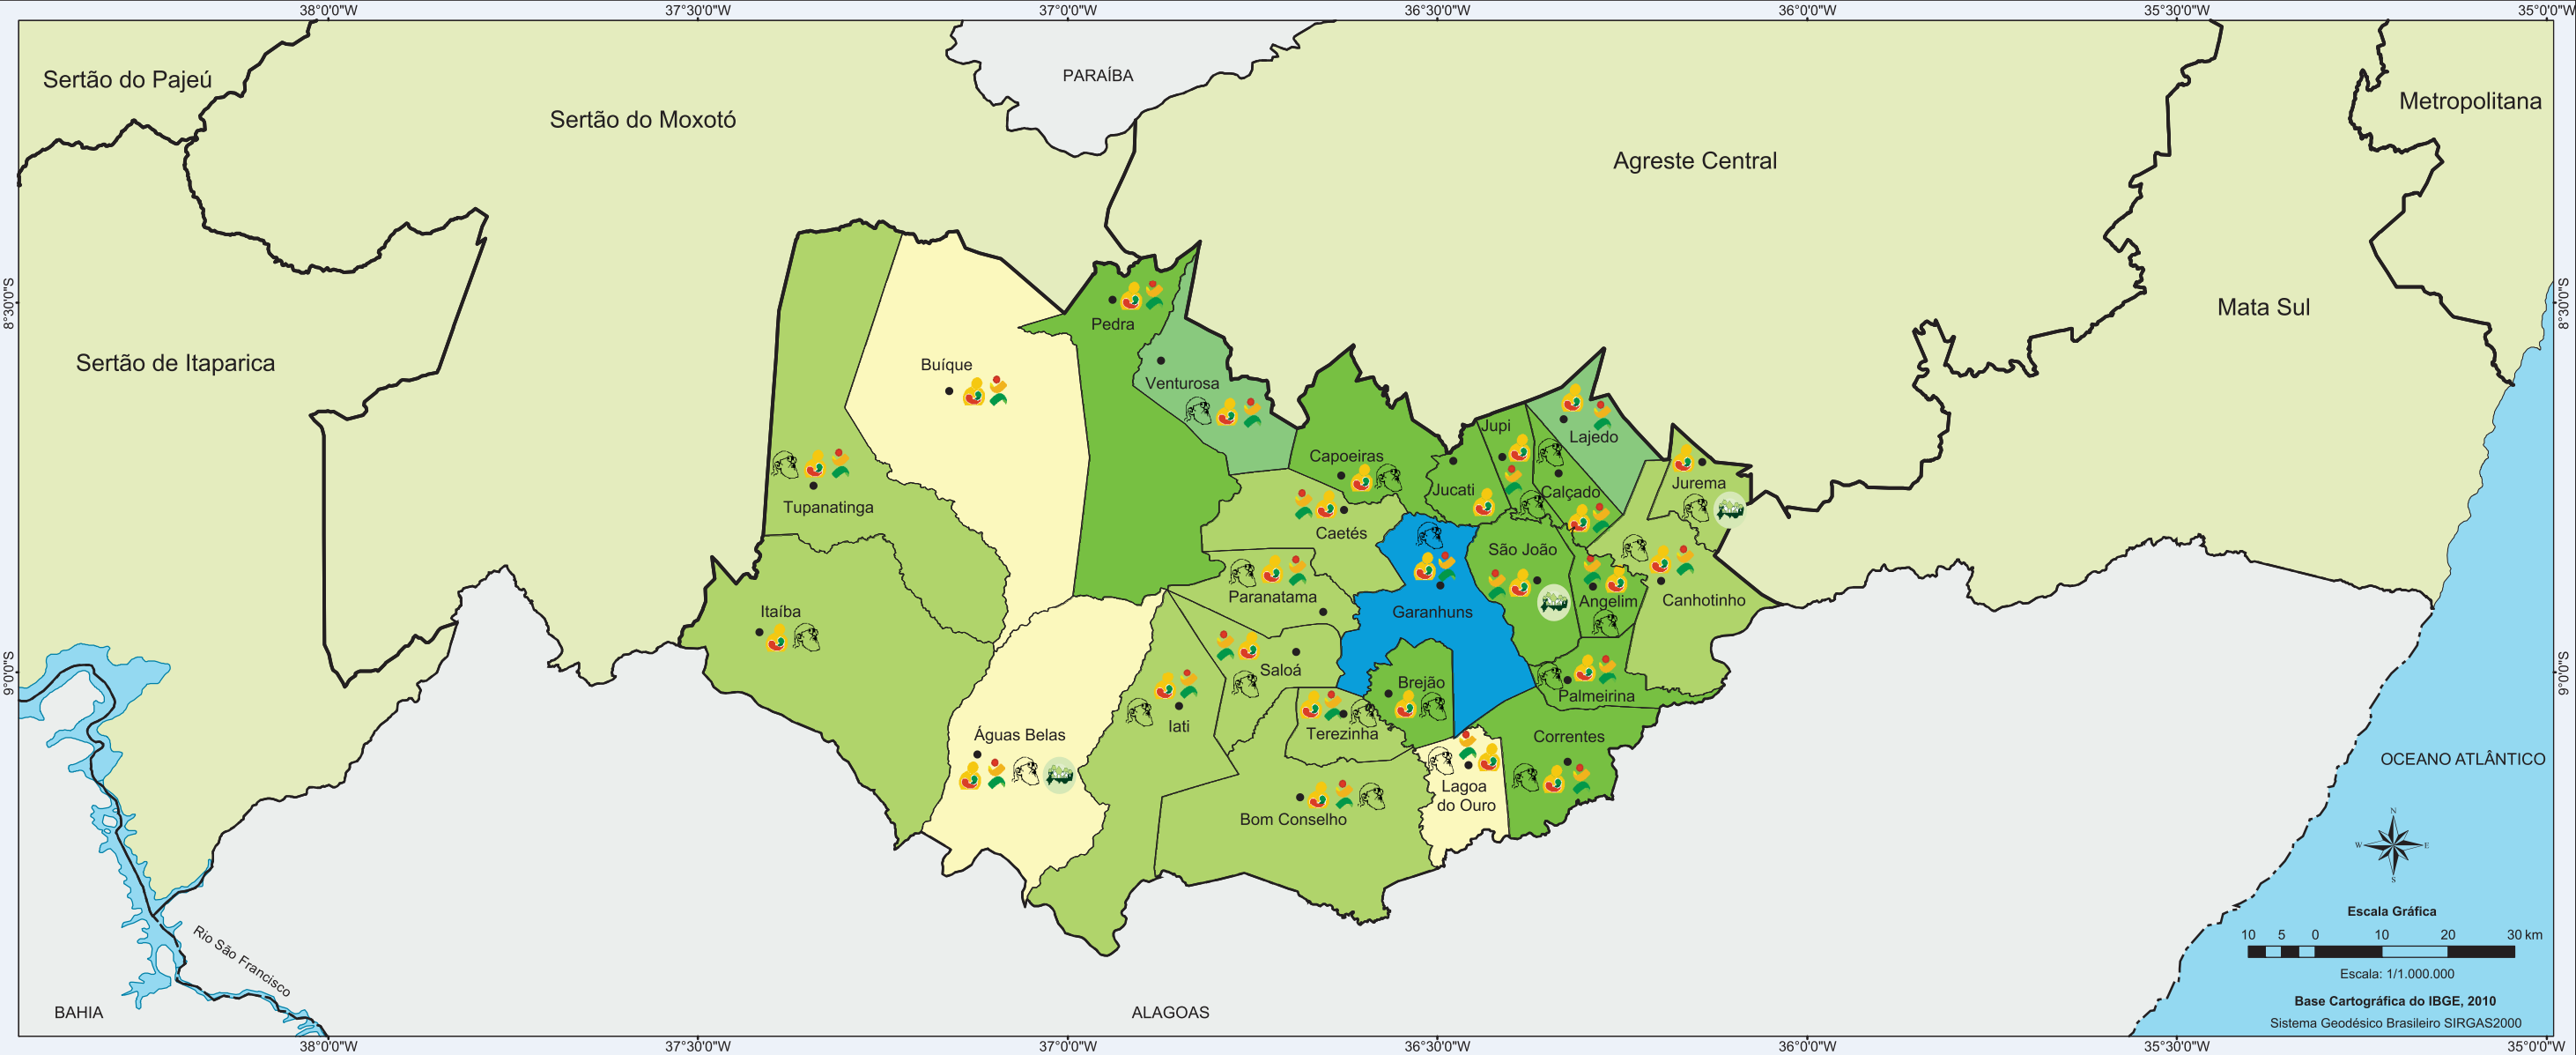 38°0'0"W
37°30'0"W
37°0'0"W
36°30'0"W
36°0'0"W
35°30'0"W
35°0'0"W
Sertão do Pajeú
Sertão do Moxotó
PARAÍBA
Agreste Central
Metropolitana
8°30'0"S
8°30'0"S
Sertão de Itaparica
Mata Sul
Pedra
Buíque
Venturosa
Jupi
Lajedo
Capoeiras
Jucati
Calçado
Jurema
Tupanatinga
Caetés
São João
Itaíba
Paranatama
Garanhuns
Angelim
Canhotinho
9°0'0"S
9°0'0"S
Saloá
Brejão
Palmeirina
Iati
Águas Belas
Terezinha
Correntes
OCEANO ATLÂNTICO
Lagoa
do Ouro
Bom Conselho
N
W
E
S
Rio São Francisco
Escala Gráfica
10 5 0 10 20 30 km
Escala: 1/1.000.000
Base Cartográfica do IBGE, 2010
Sistema Geodésico Brasileiro SIRGAS2000
BAHIA
ALAGOAS
38°0'0"W
37°30'0"W
37°0'0"W
36°30'0"W
36°0'0"W
35°30'0"W
35°0'0"W